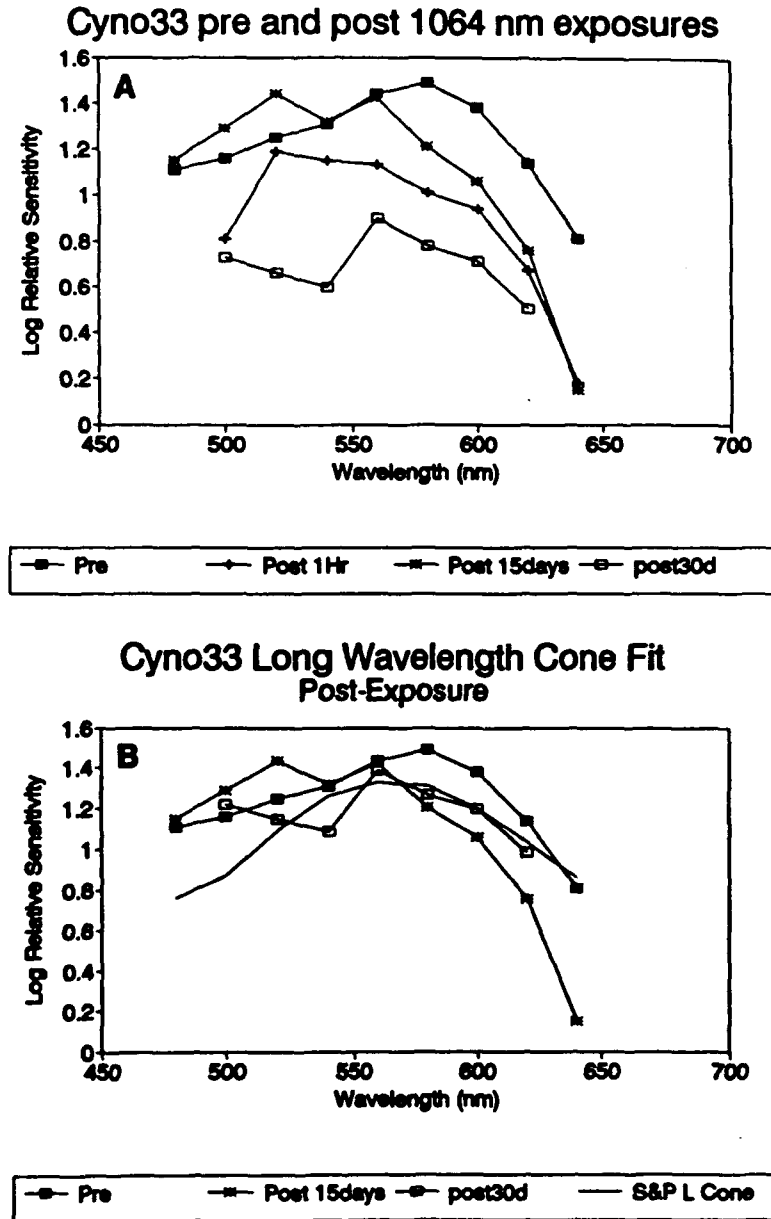 Cyno33 pre and post 1064 nm exposures
A
Log Relative Sensitivity
1.6
1.4
1.2
1
0.8
0.6
0.4
0.2
0
450 500 550 600 650 700
Wavelength (nm)
Pre Post 1Hr Post 15days post30d
Cyno33 Long Wavelength Cone Fit
Post-Exposure
B
Log Relative Sensitivity
1.6
1.4
1.2
1
0.8
0.6
0.4
0.2
0
450 500 550 600 650 700
Wavelength (nm)
Pre Post 15days post30d S&P L Cone